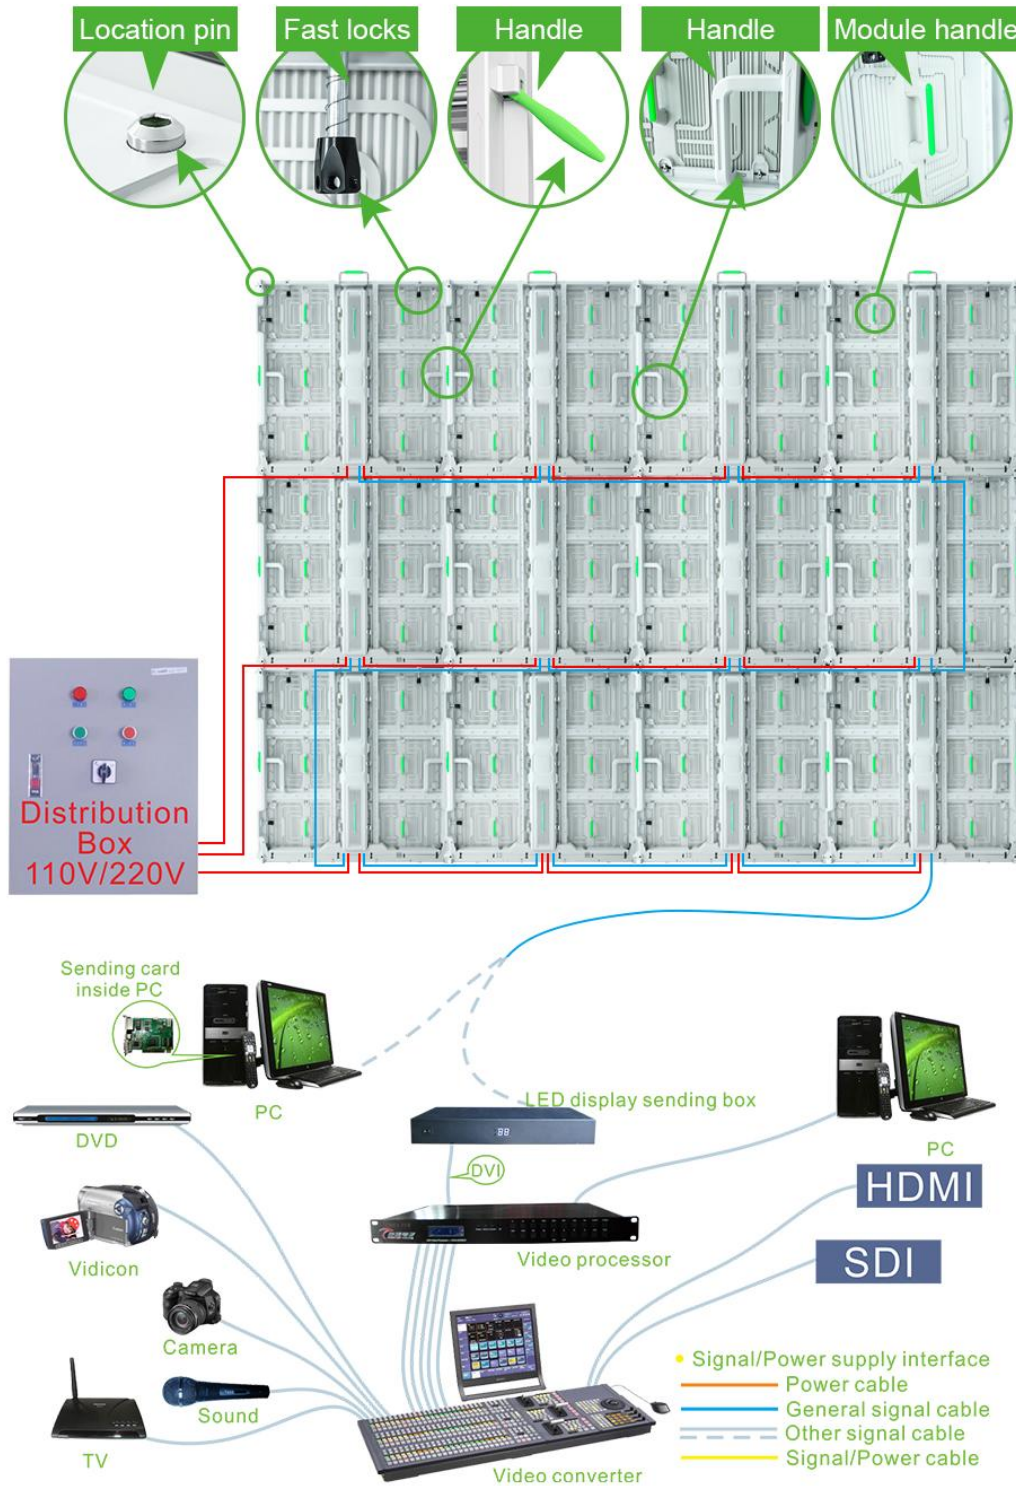 Location pin
Fast locks
Handle
Handle
Module handle
Distribution
Box
110V/220V
Sending card
inside PC
PC
DVD
LED display sending box
PC
DVI
HDMI
Vidicon
Video processor
SDI
Camera
Signal/Power supply interface
Power cable
Sound
General signal cable
Other signal cable
TV
Signal/Power cable
Video converter